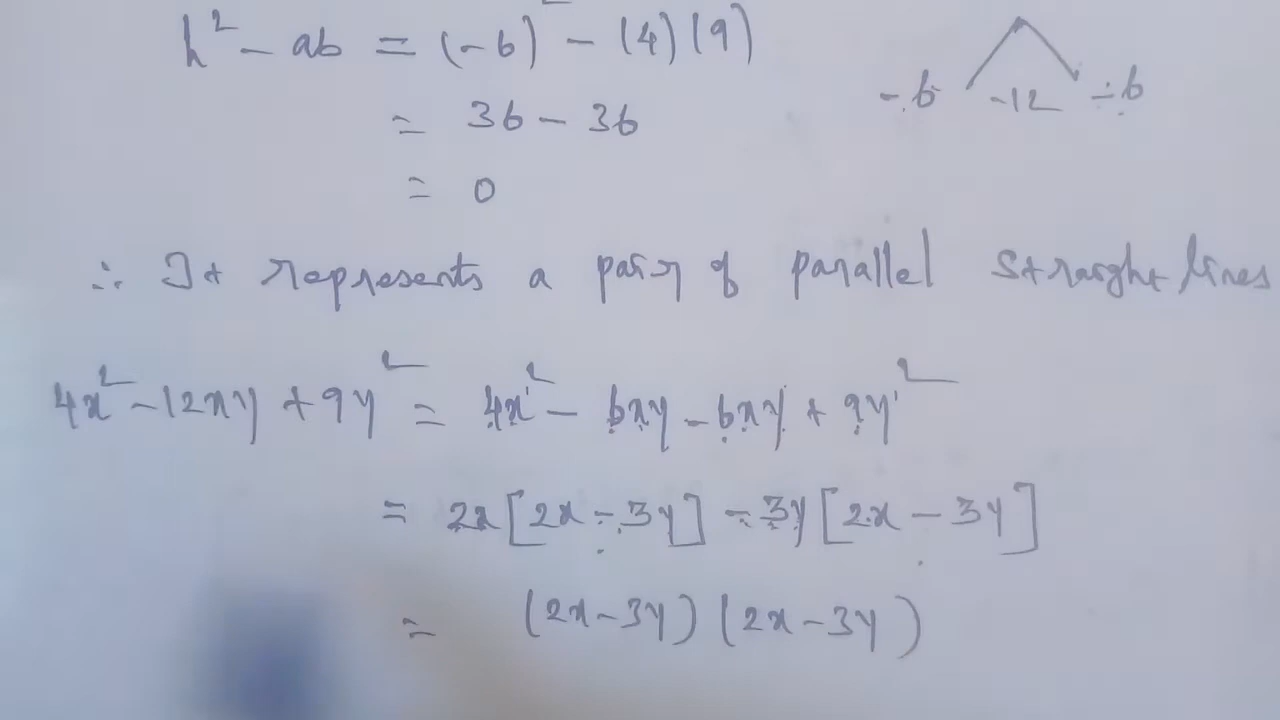 h² - ab = (-6)² - (4)(9)
-6 -12 -6
= 36 - 36
= 0
∴ It represents a pair of parallel straight lines
4x² - 12xy + 9y² = 4x² - 6xy - 6xy + 9y²
= 2x[2x - 3y] - 3y[2x - 3y]
= (2x - 3y)(2x - 3y)